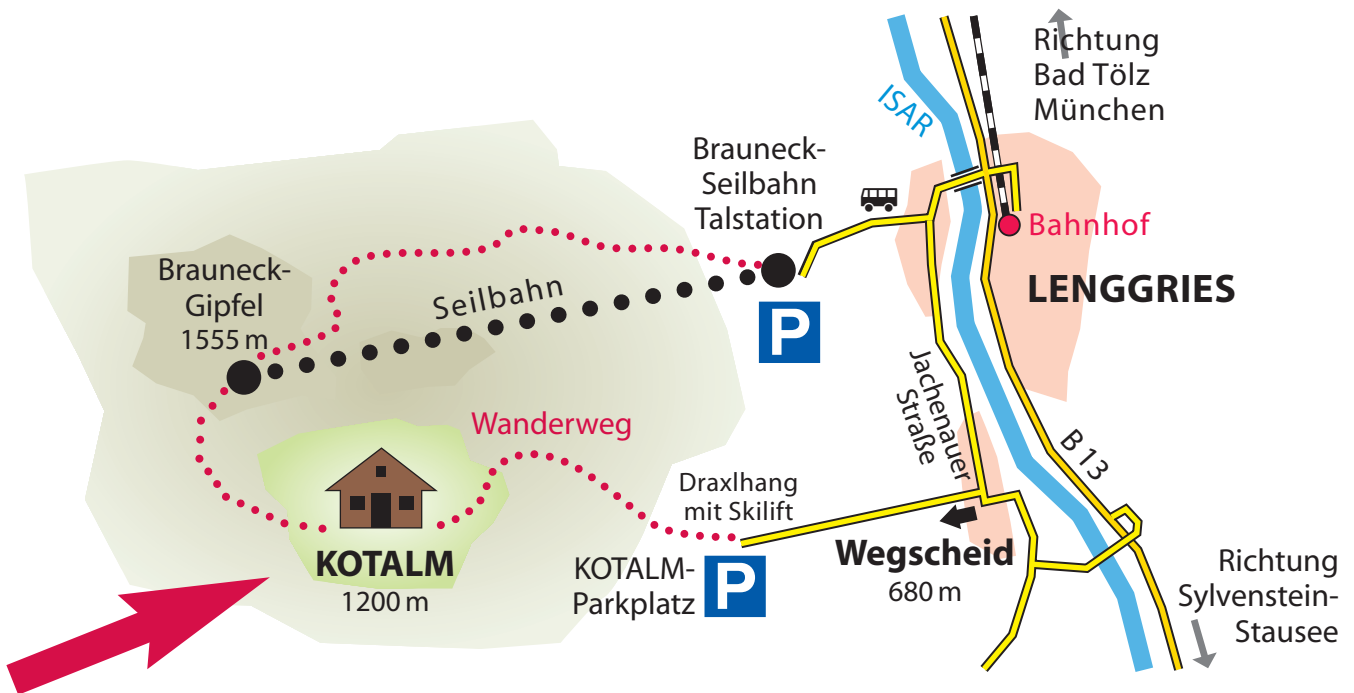 Richtung
Bad Tölz
München
ISAR
Brauneck-
Seilbahn
Talstation
Bahnhof
Brauneck-
Gipfel
1555 m
Seilbahn
LENGGRIES
P
Jachenauer
Straße
Wanderweg
B 13
Draxlhang
mit Skilift
KOTALM
1200 m
KOTALM-
Parkplatz
P
Wegscheid
680 m
Richtung
Sylvenstein-
Stausee